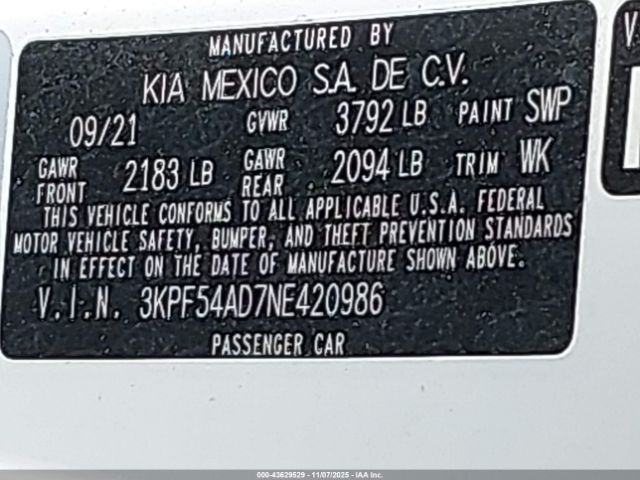 MANUFACTURED BY
KIA MEXICO S.A. DE C.V.
09/21 GVWR 3792 LB PAINT SWP
GAWR FRONT 2183 LB GAWR REAR 2094 LB TRIM WK
THIS VEHICLE CONFORMS TO ALL APPLICABLE U.S.A. FEDERAL
MOTOR VEHICLE SAFETY, BUMPER, AND THEFT PREVENTION STANDARDS
IN EFFECT ON THE DATE OF MANUFACTURE SHOWN ABOVE.
V.I.N. 3KPF54AD7NE420986
PASSENGER CAR
000-43629529 - 11/07/2025 - IAA Inc.